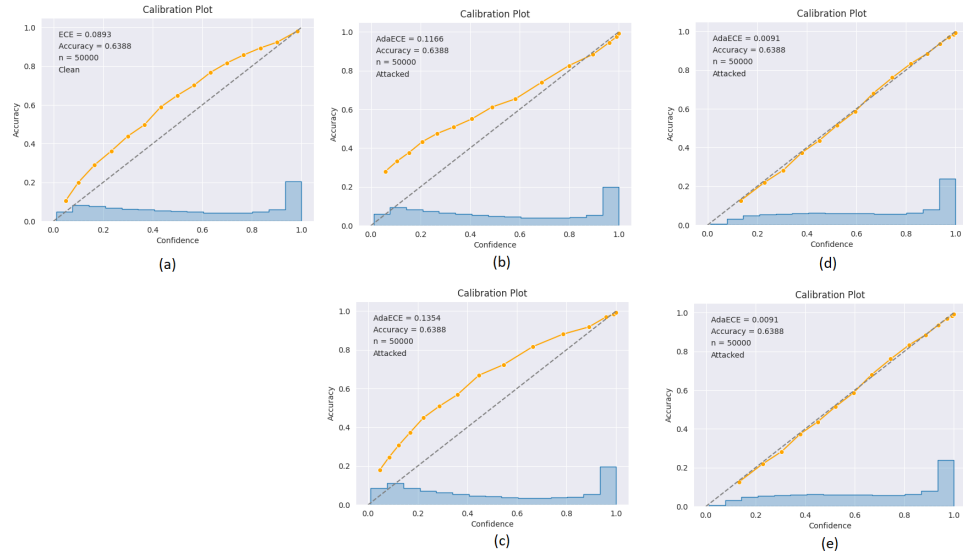 Calibration Plot
ECE = 0.0893
Accuracy = 0.6388
n = 50000
Clean
Accuracy
1.0
0.8
0.6
0.4
0.2
0.0
0.0 0.2 0.4 0.6 0.8 1.0
Confidence
(a)
Calibration Plot
AdaECE = 0.1166
Accuracy = 0.6388
n = 50000
Attacked
Accuracy
1.0
0.8
0.6
0.4
0.2
0.0
0.0 0.2 0.4 0.6 0.8 1.0
Confidence
(b)
Calibration Plot
AdaECE = 0.0091
Accuracy = 0.6388
n = 50000
Attacked
Accuracy
1.0
0.8
0.6
0.4
0.2
0.0
0.0 0.2 0.4 0.6 0.8 1.0
Confidence
(d)
Calibration Plot
AdaECE = 0.1354
Accuracy = 0.6388
n = 50000
Attacked
Accuracy
1.0
0.8
0.6
0.4
0.2
0.0
0.0 0.2 0.4 0.6 0.8 1.0
Confidence
(c)
Calibration Plot
AdaECE = 0.0091
Accuracy = 0.6388
n = 50000
Attacked
Accuracy
1.0
0.8
0.6
0.4
0.2
0.0
0.0 0.2 0.4 0.6 0.8 1.0
Confidence
(e)